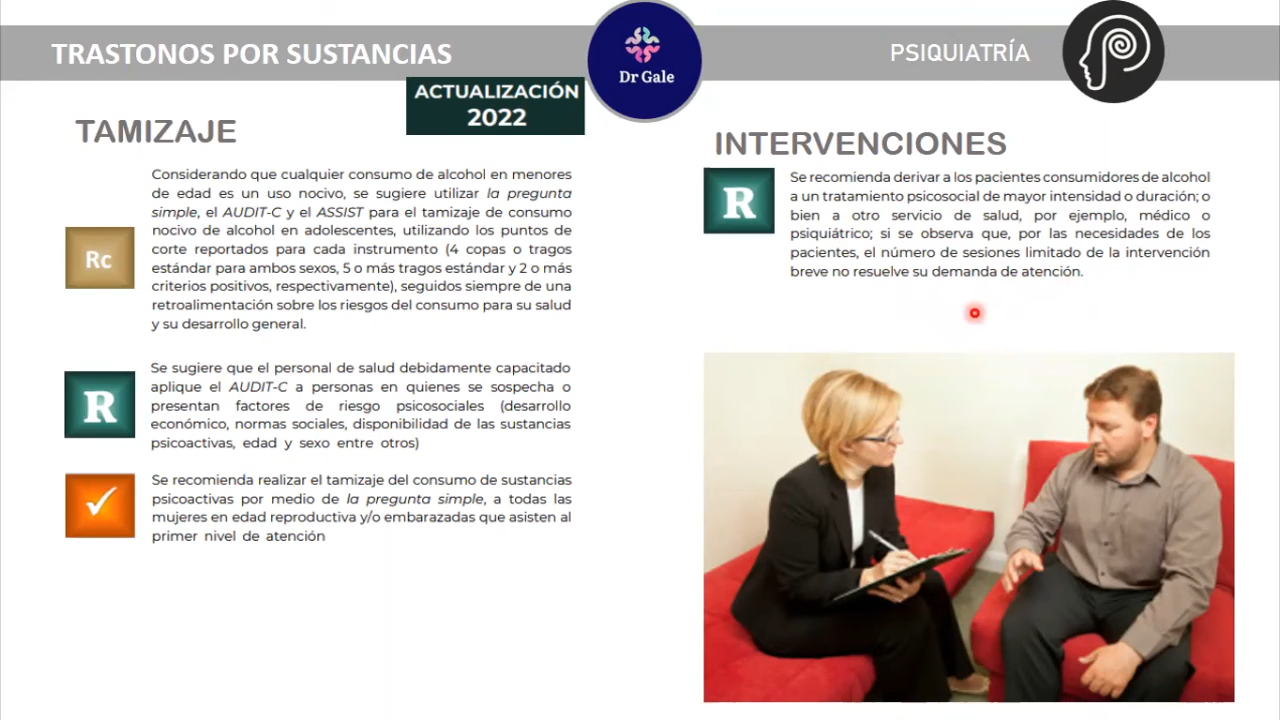 TRASTONOS POR SUSTANCIAS
Dr Gale
PSIQUIATRÍA
ACTUALIZACIÓN
2022
TAMIZAJE
Rc
Considerando que cualquier consumo de alcohol en menores
de edad es un uso nocivo, se sugiere utilizar la pregunta
simple, el AUDIT-C y el ASSIST para el tamizaje de consumo
nocivo de alcohol en adolescentes, utilizando los puntos de
corte reportados para cada instrumento (4 copas o tragos
estándar para ambos sexos, 5 o más tragos estándar y 2 o más
criterios positivos, respectivamente), seguidos siempre de una
retroalimentación sobre los riesgos del consumo para su salud
y su desarrollo general.
R
Se sugiere que el personal de salud debidamente capacitado
aplique el AUDIT-C a personas en quienes se sospecha o
presentan factores de riesgo psicosociales (desarrollo
económico, normas sociales, disponibilidad de las sustancias
psicoactivas, edad y sexo entre otros)
Se recomienda realizar el tamizaje del consumo de sustancias
psicoactivas por medio de la pregunta simple, a todas las
mujeres en edad reproductiva y/o embarazadas que asisten al
primer nivel de atención
INTERVENCIONES
R
Se recomienda derivar a los pacientes consumidores de alcohol
a un tratamiento psicosocial de mayor intensidad o duración; o
bien a otro servicio de salud, por ejemplo, médico o
psiquiátrico; si se observa que, por las necesidades de los
pacientes, el número de sesiones limitado de la intervención
breve no resuelve su demanda de atención.